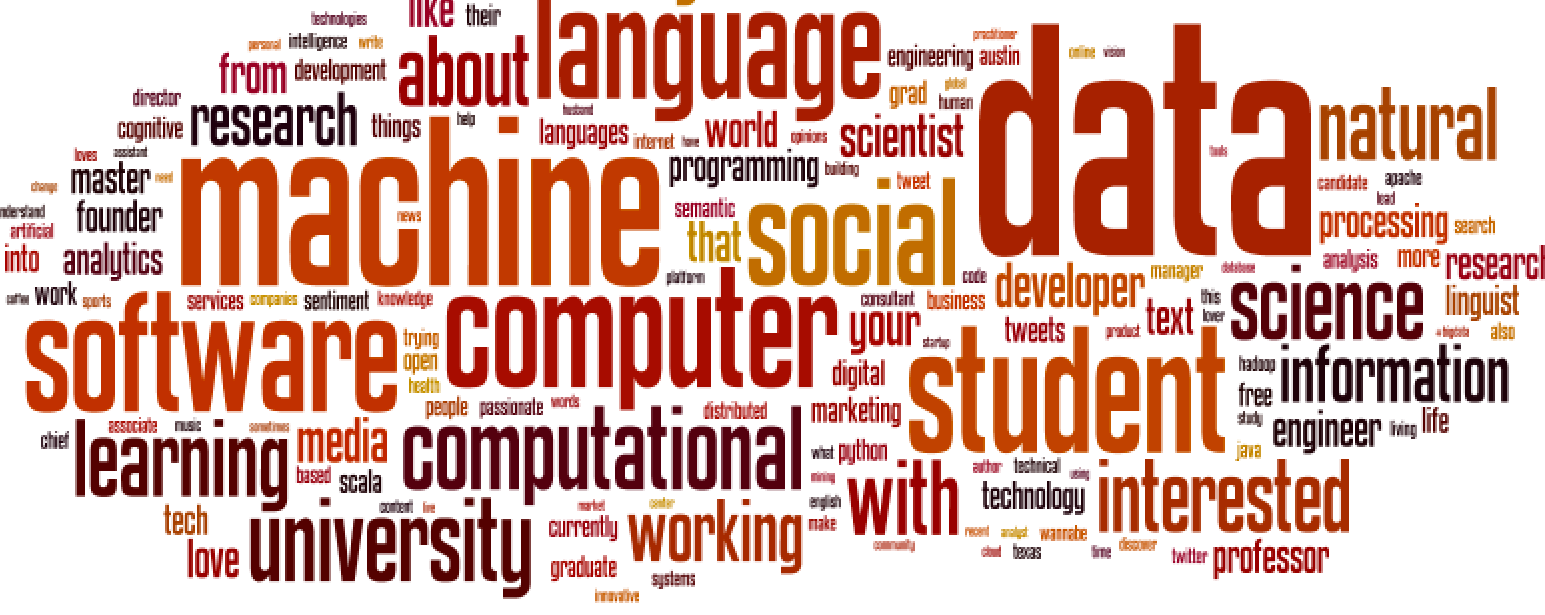 technologies like their
personal intelligence write
language
practitioner
engineering austin
online vision
from development
about
data
director
grad global
human
natural
cognitive research things
husband
help
languages internet have world opinions scientist
loves assistant
machine
programming building
tools
change master need
tweet
candidate apache
lead
founder
news
semantic
social
processing search
artificial
that
into analytics
platform
code developer manager database
analysis more
coffee work sports
services companies sentiment knowledge
computer
consultant business
this
lover
science
linguist
software
trying
open
health
your startup
tweets product text
also
digital
student
hadoop information
free
people passionate words
distributed
marketing
study
engineer living life
chief associate music sometimes
learning media
computational
what python
java
based scala
mining
with
author technical using
technology interested
tech
content live
market
center
english
make
university
currently
working
recent analyst wannabe
love
graduate
systems
community
cloud texas time discover
twitter professor
innovative